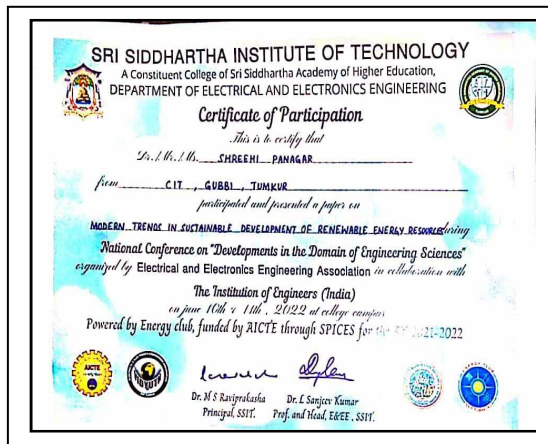 SRI SIDDHARTHA INSTITUTE OF TECHNOLOGY
A Constituent College of Sri Siddhartha Academy of Higher Education,
DEPARTMENT OF ELECTRICAL AND ELECTRONICS ENGINEERING
Certificate of Participation
This is to certify that
Dr./Mr./Ms. SHREEHI PANAGAR
from CIT, GUBBI, TUMKUR
participated and presented a paper on
MODERN TRENDS IN SUSTAINABLE DEVELOPMENT OF RENEWABLE ENERGY RESOURCES during
National Conference on "Developments in the Domain of Engineering Sciences"
organized by Electrical and Electronics Engineering Association in collaboration with
The Institution of Engineers (India)
on june 10th & 11th, 2022 at college campus
Powered by Energy club, funded by AICTE through SPICES for the AY 2021-2022
AICTE
Dr. M S Raviprakasha
Principal, SSIT.
Dr. L Sanjeev Kumar
Prof. and Head, E&EE, SSIT.